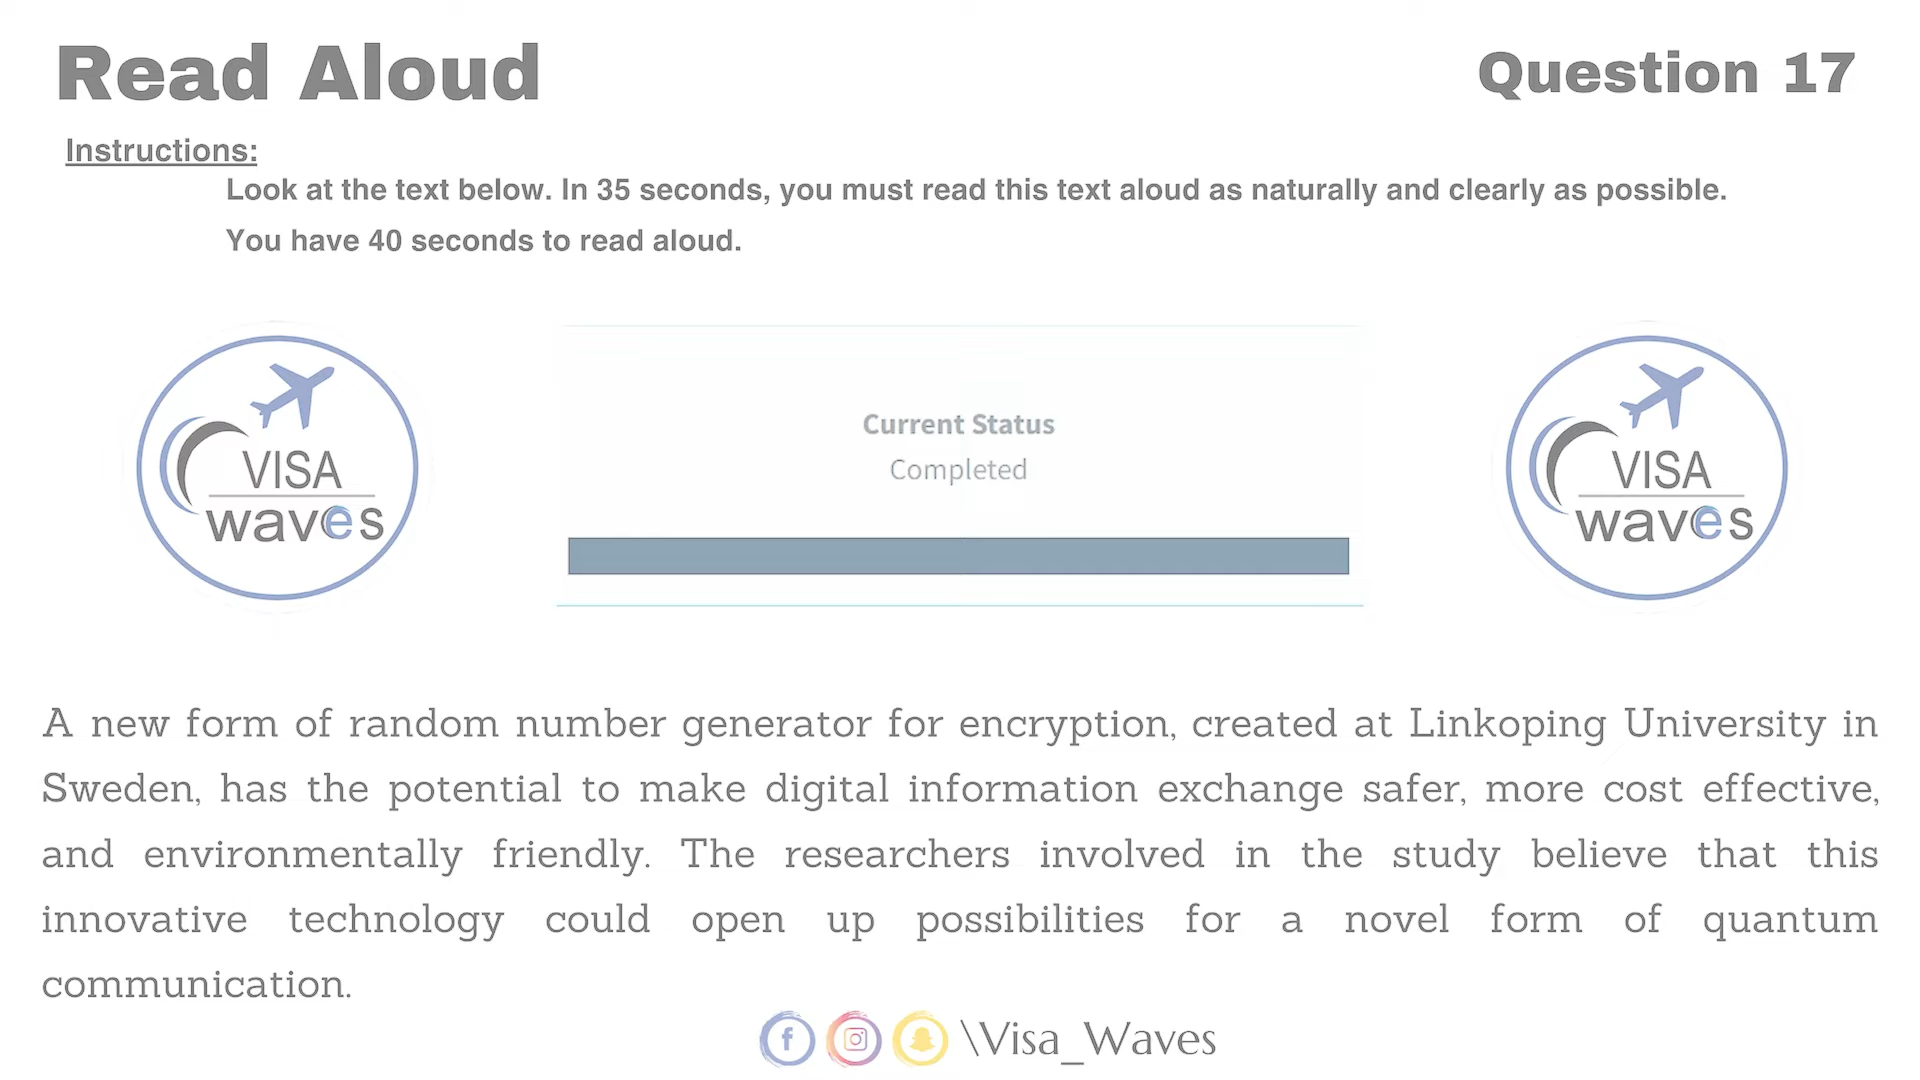 Read Aloud
Question 17
Instructions:
Look at the text below. In 35 seconds, you must read this text aloud as naturally and clearly as possible.
You have 40 seconds to read aloud.
VISA
waves
Current Status
Completed
VISA
waves
A new form of random number generator for encryption, created at Linkoping University in
Sweden, has the potential to make digital information exchange safer, more cost effective,
and environmentally friendly. The researchers involved in the study believe that this
innovative technology could open up possibilities for a novel form of quantum
communication.
\Visa_Waves